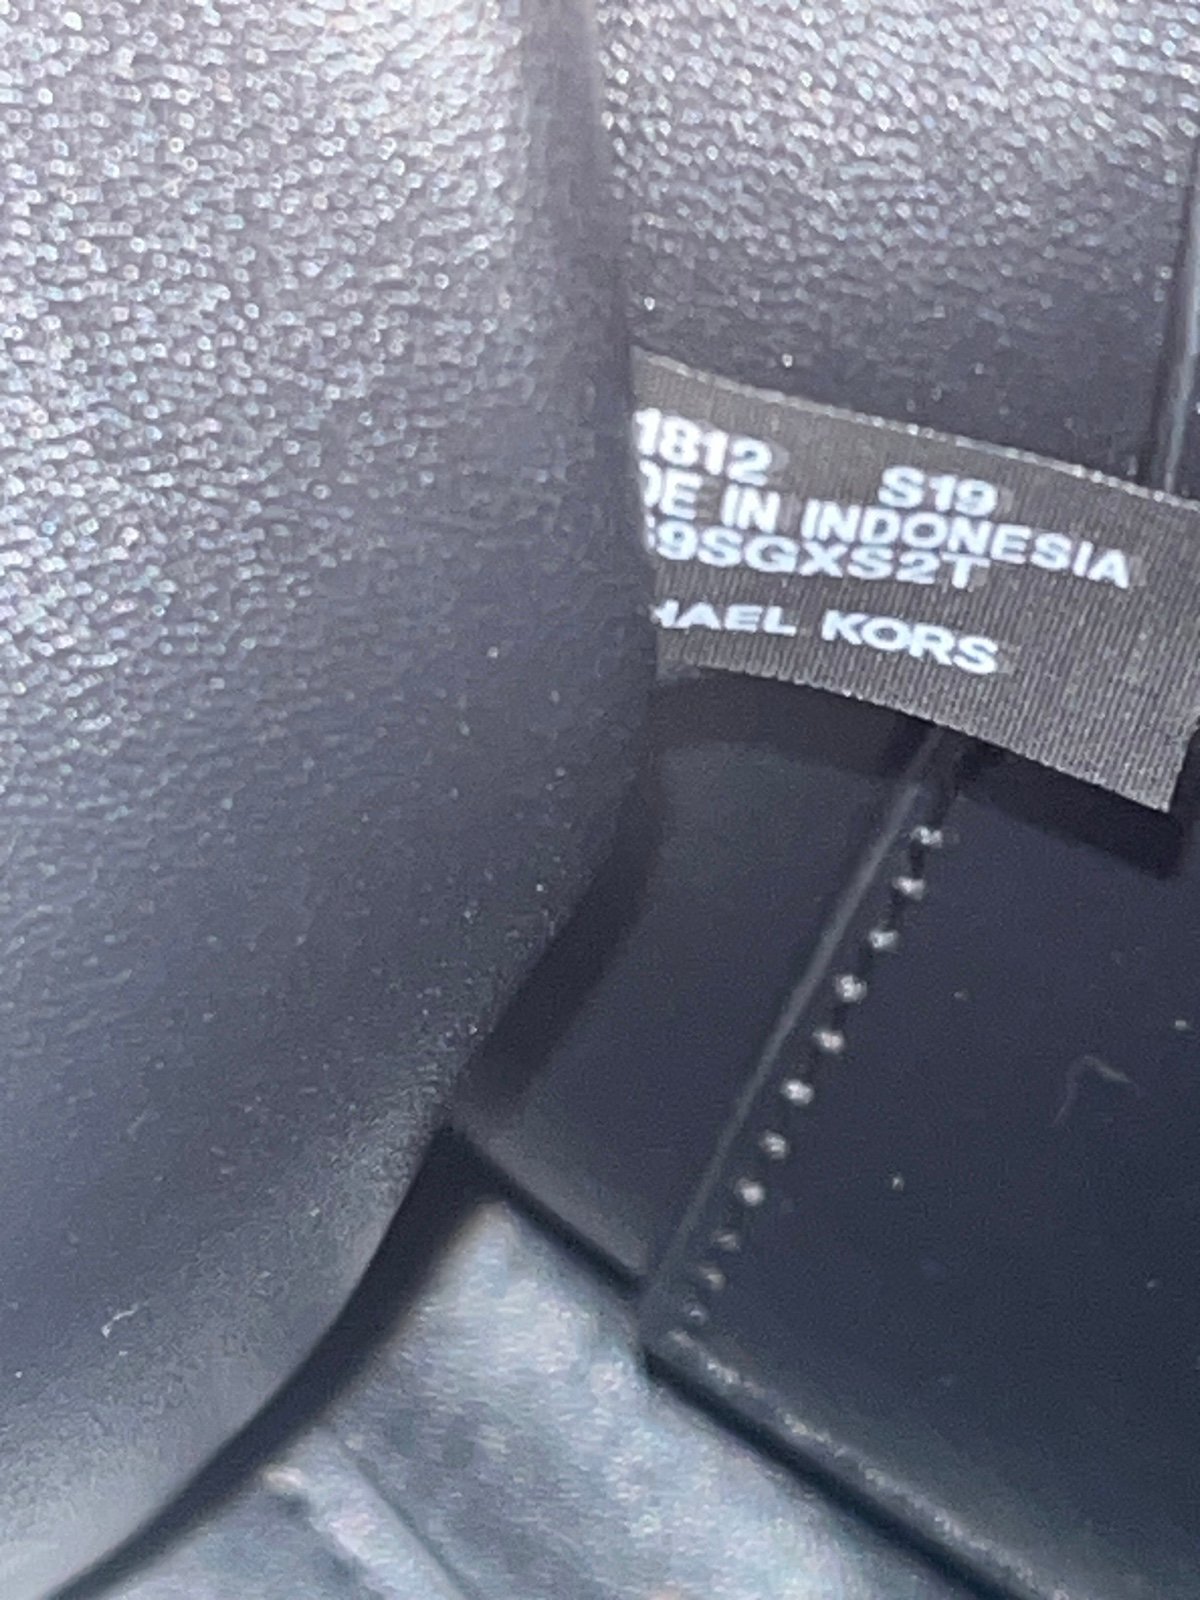 1812 S19
DE IN INDONESIA
9SGXS2T
HAEL KORS